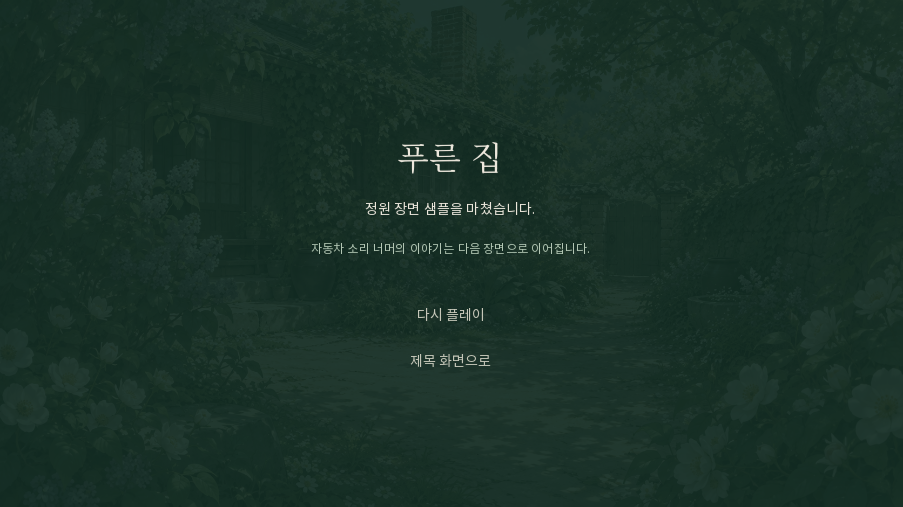 푸른 집
정원 장면 샘플을 마쳤습니다.
자동차 소리 너머의 이야기는 다음 장면으로 이어집니다.
다시 플레이
제목 화면으로